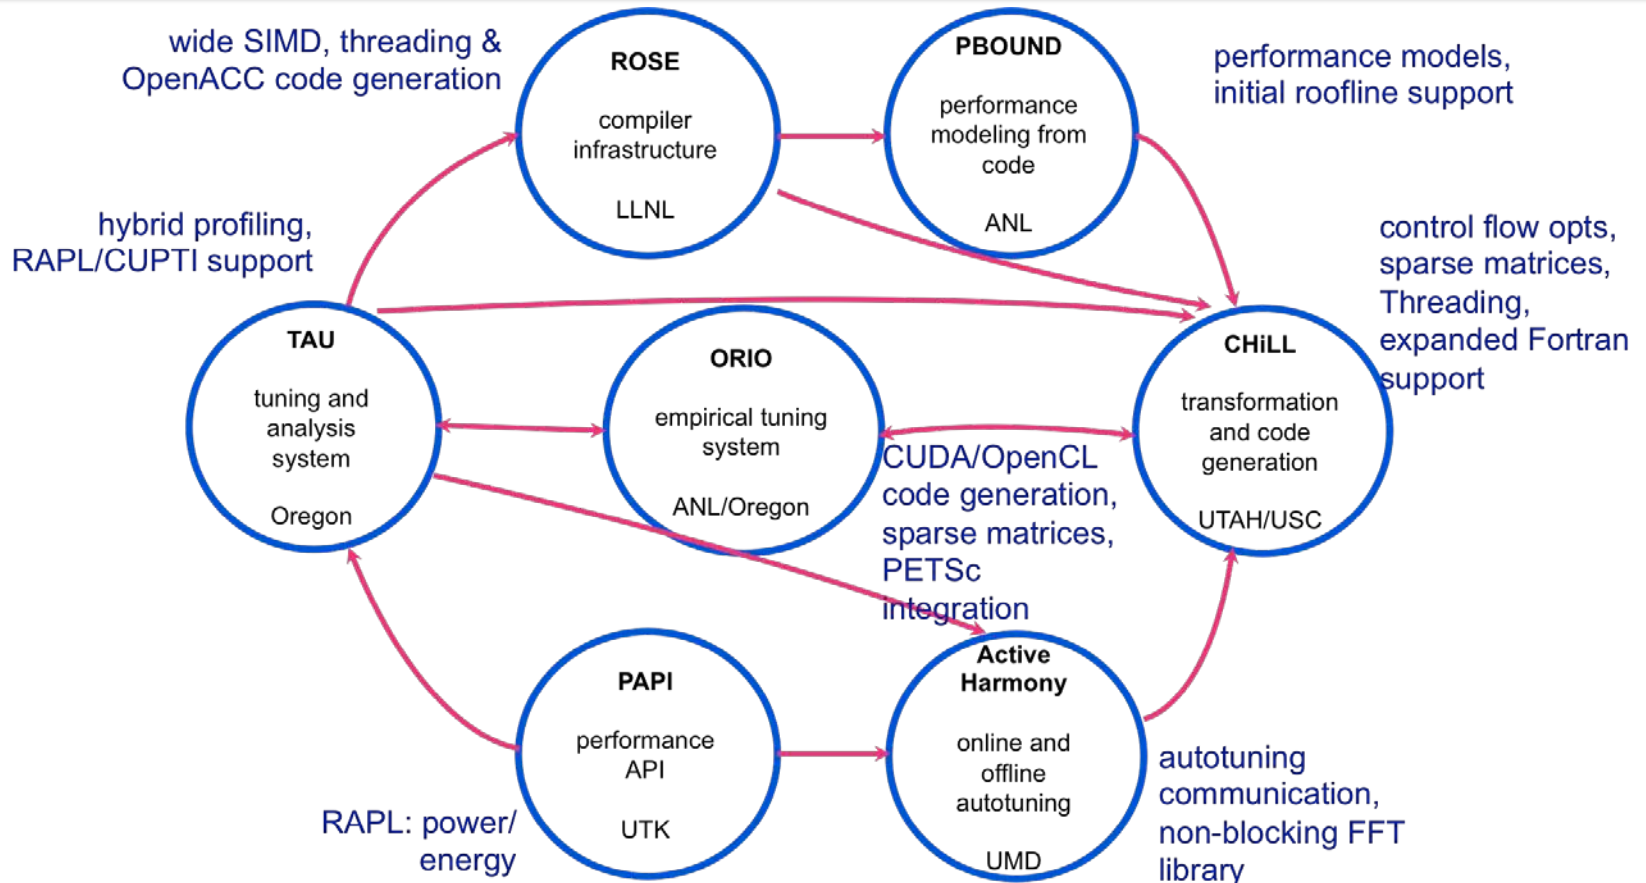 wide SIMD, threading &
OpenACC code generation
ROSE
compiler
infrastructure
LLNL
PBOUND
performance
modeling from
code
ANL
performance models,
initial roofline support
hybrid profiling,
RAPL/CUPTI support
TAU
tuning and
analysis
system
Oregon
ORIO
empirical tuning
system
ANL/Oregon
CUDA/OpenCL
code generation,
sparse matrices,
PETSc
integration
CHiLL
transformation
and code
generation
UTAH/USC
control flow opts,
sparse matrices,
Threading,
expanded Fortran
support
RAPL: power/
energy
PAPI
performance
API
UTK
Active
Harmony
online and
offline
autotuning
UMD
autotuning
communication,
non-blocking FFT
library